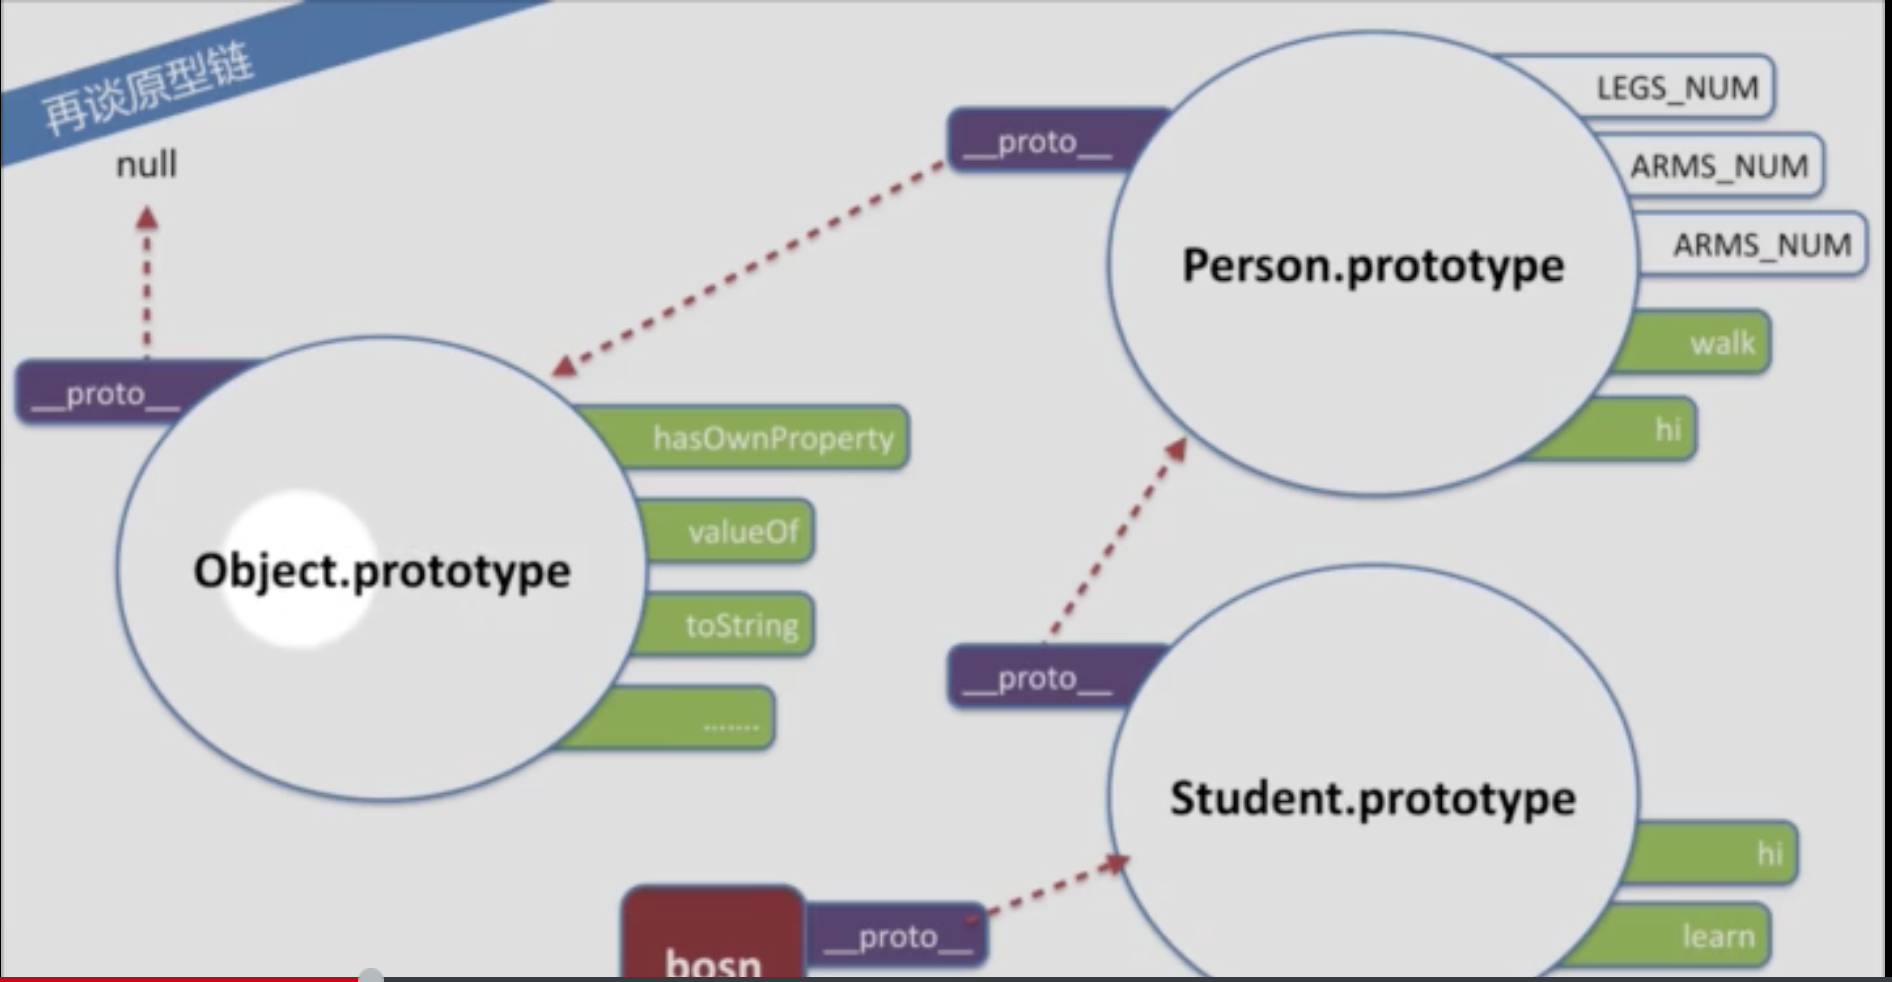 再谈原型链
null
__proto__
Object.prototype
hasOwnProperty
valueOf
toString
.......
__proto__
Person.prototype
LEGS_NUM
ARMS_NUM
ARMS_NUM
walk
hi
__proto__
Student.prototype
hi
learn
bosn
__proto__